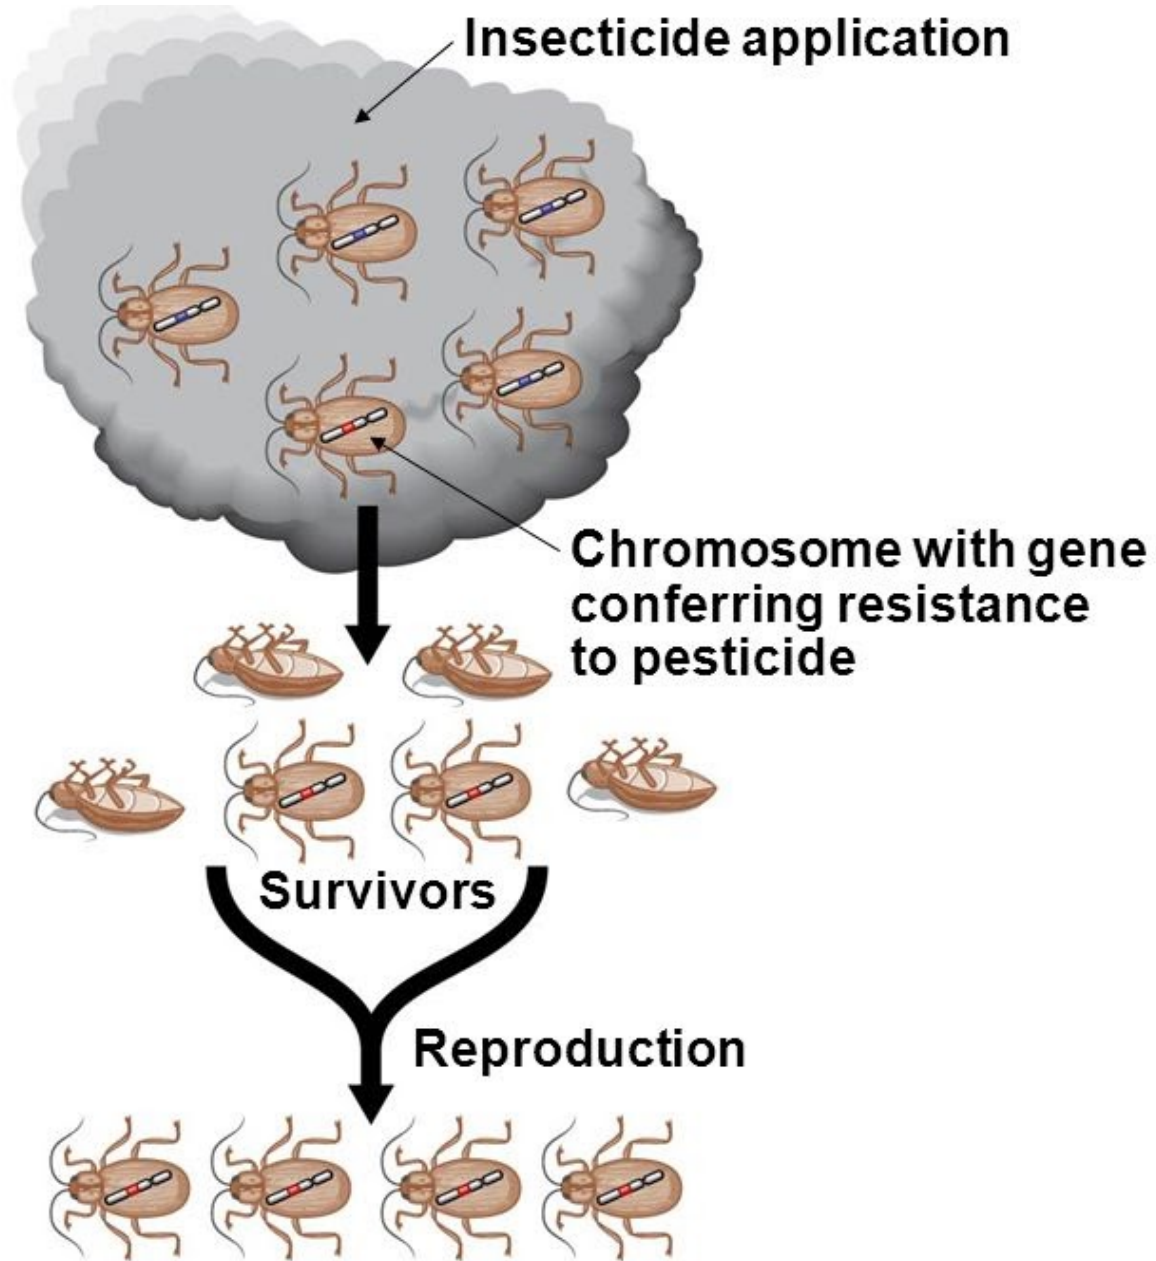 Insecticide application
Chromosome with gene
conferring resistance
to pesticide
Survivors
Reproduction